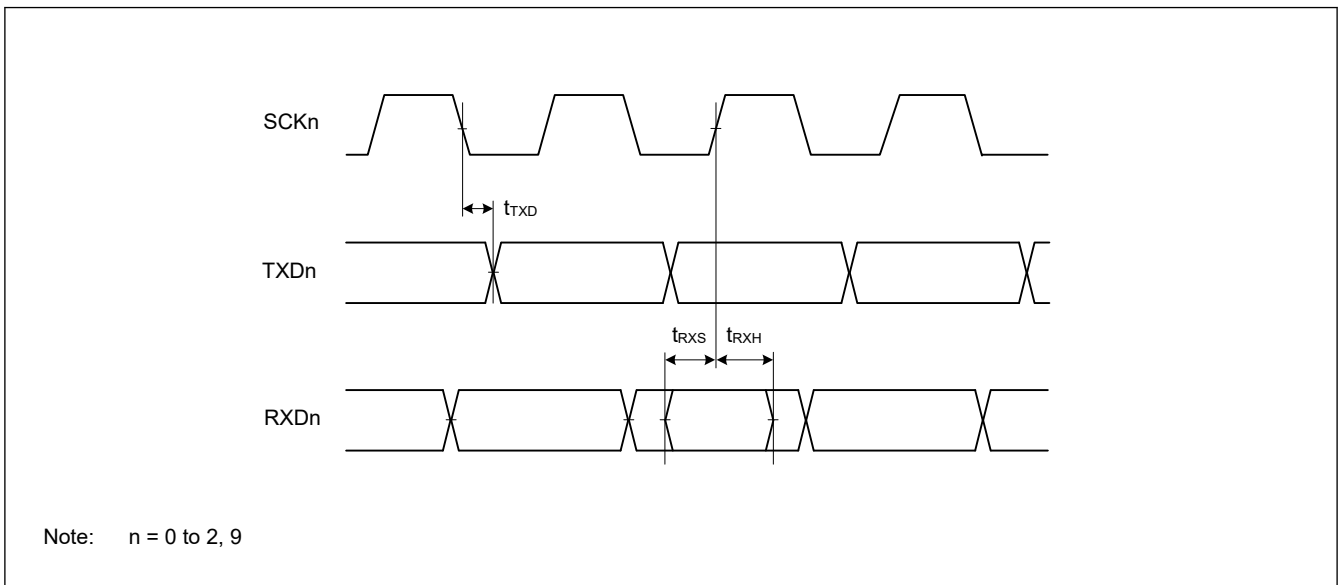 SCKn
tTXD
TXDn
tRXS tRXH
RXDn
Note: n = 0 to 2, 9